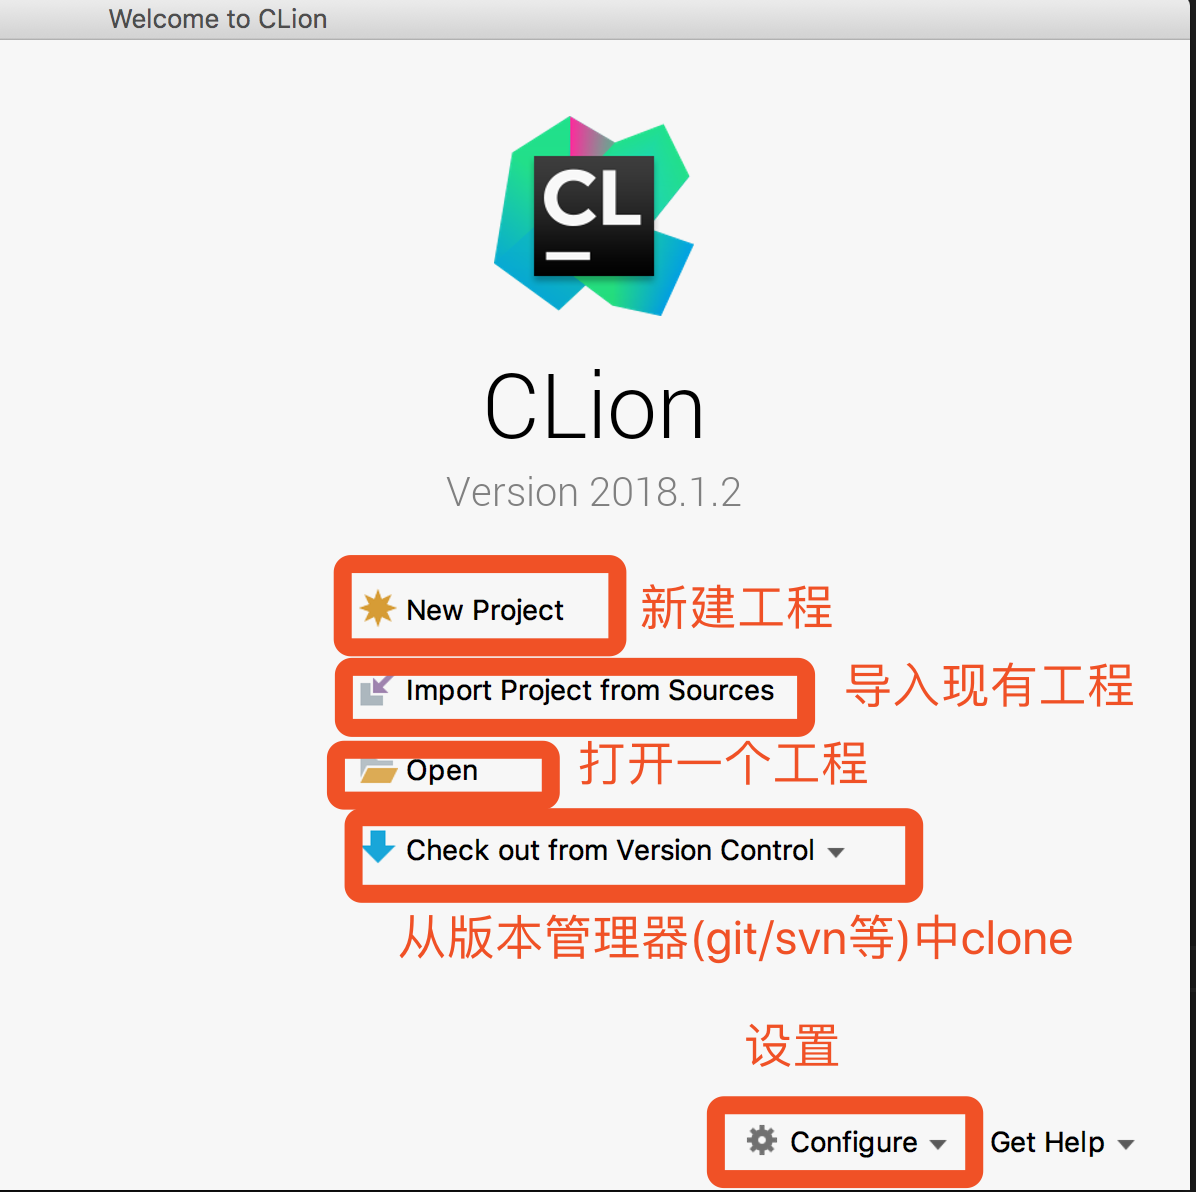 Welcome to CLion
CL
CLion
Version 2018.1.2
New Project 新建工程
Import Project from Sources 导入现有工程
Open 打开一个工程
Check out from Version Control
从版本管理器(git/svn等)中clone
设置
Configure Get Help